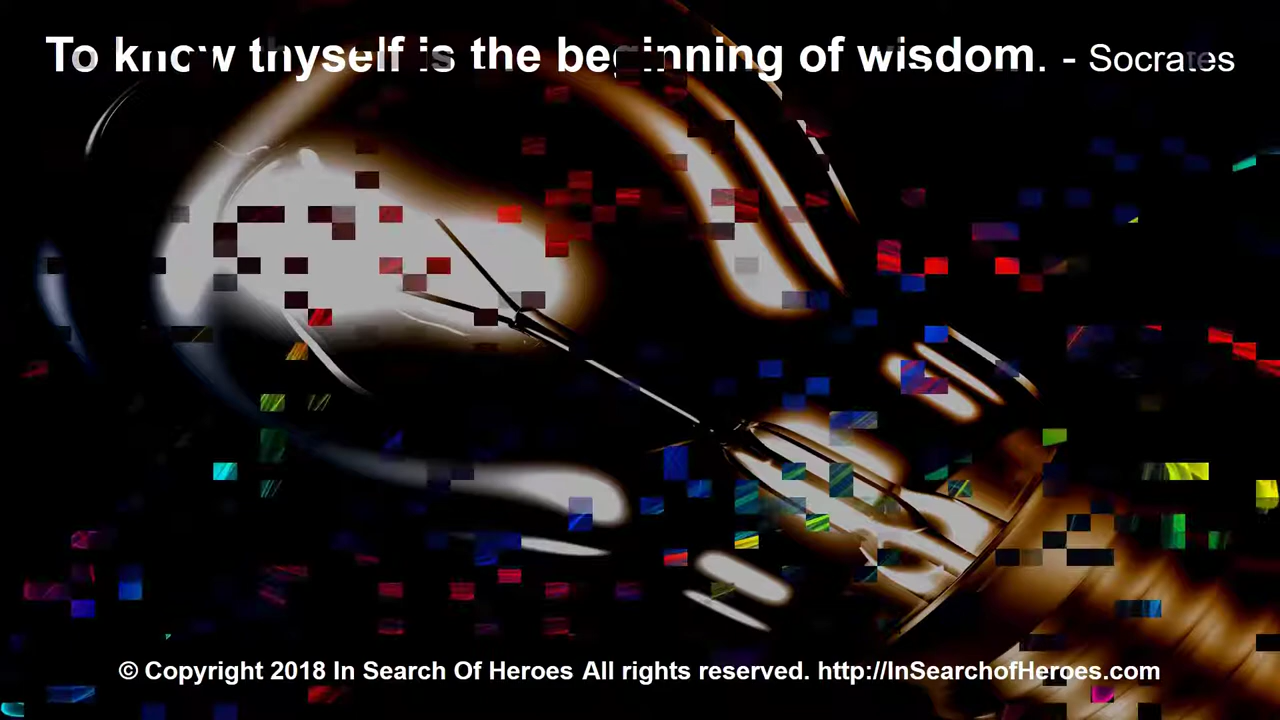 To know thyself is the beginning of wisdom. - Socrates
© Copyright 2018 In Search Of Heroes All rights reserved. http://InSearchofHeroes.com